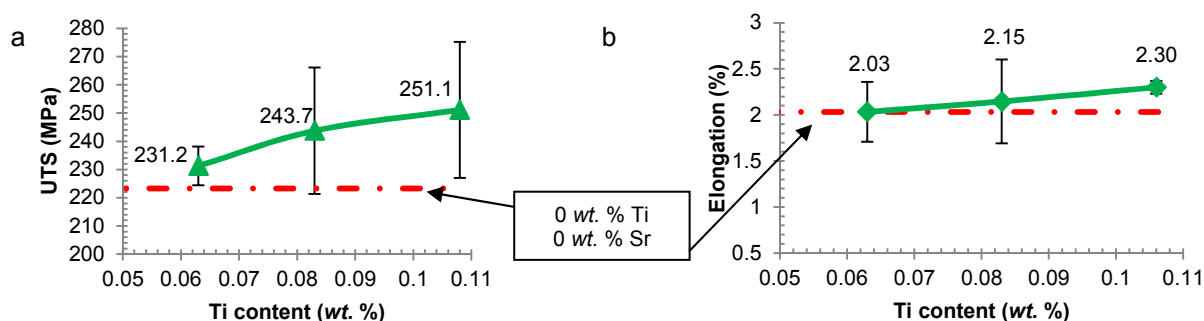 a
UTS (MPa)
280
270
260
250
240
230
220
210
200
231.2
243.7
251.1
0.05 0.06 0.07 0.08 0.09 0.10 0.11
Ti content (wt. %)
0 wt. % Ti
0 wt. % Sr
b
Elongation (%)
3
2.5
2
1.5
1
0.5
2.03
2.15
2.30
0.05 0.06 0.07 0.08 0.09 0.1 0.11
Ti content (wt. %)